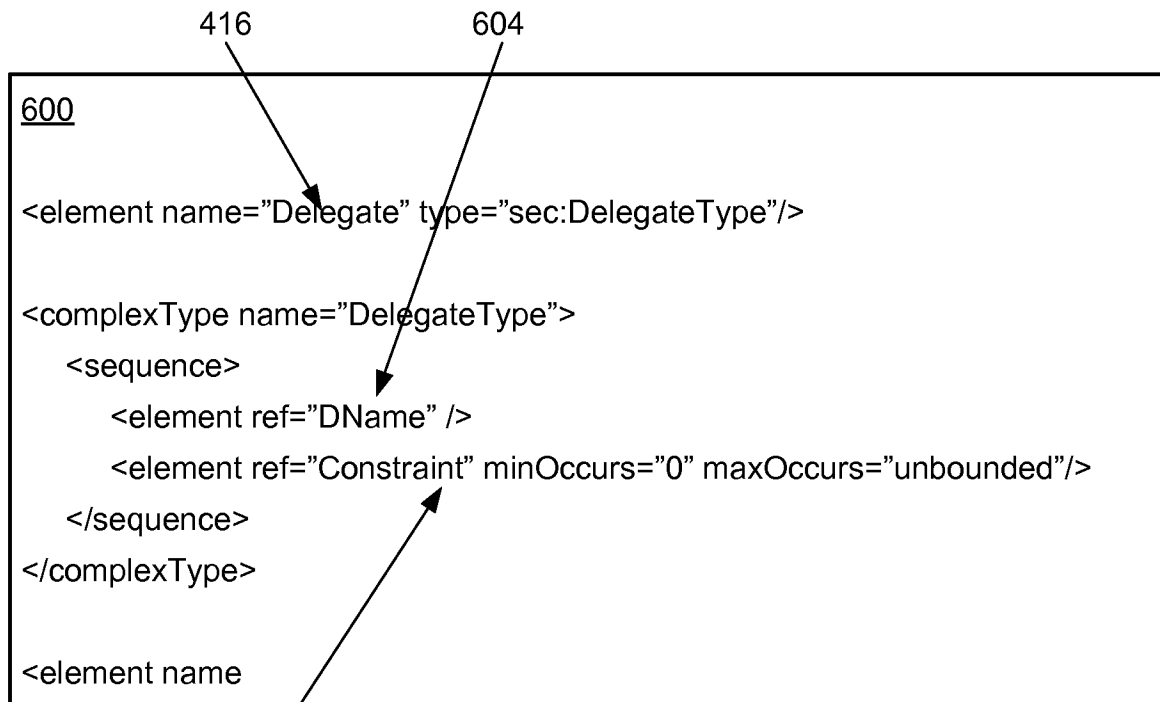 416 604
600
<element name=”Delegate” type=”sec:DelegateType”/>
<complexType name=”DelegateType”>
<sequence>
<element ref=”DName” />
<element ref=”Constraint” minOccurs=”0” maxOccurs=”unbounded”/>
</sequence>
</complexType>
<element name